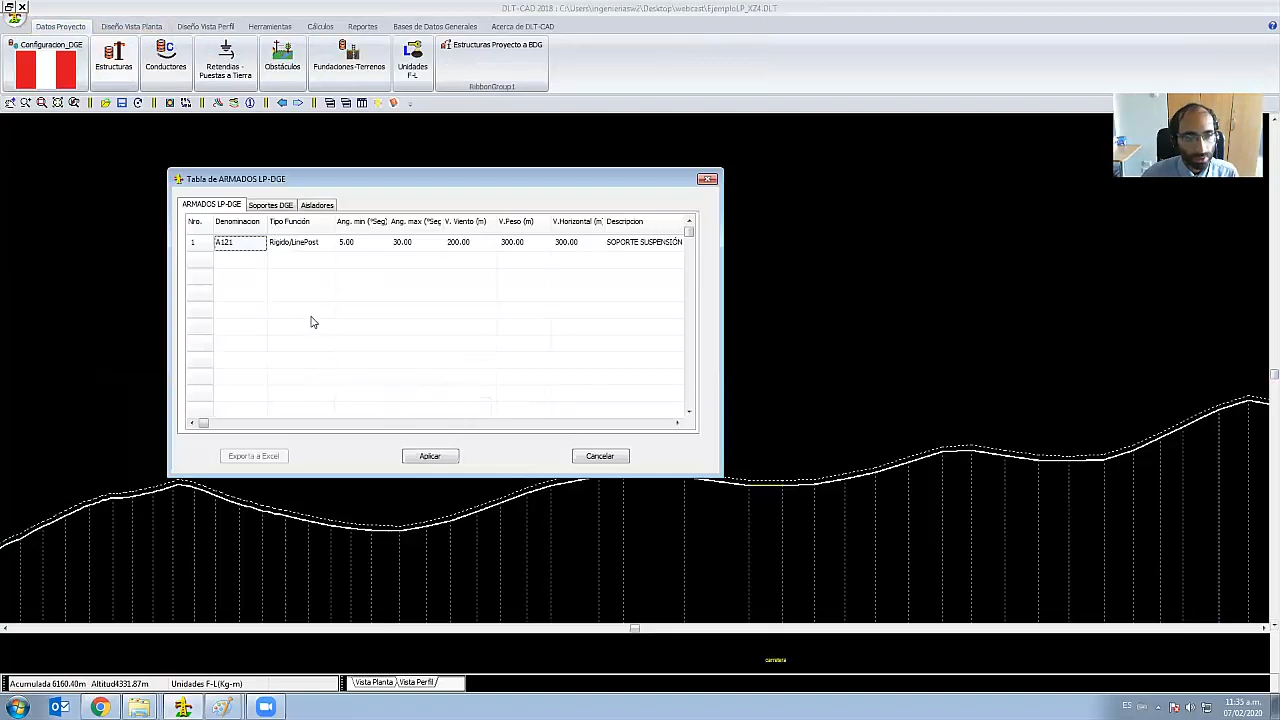 DLT-CAD 2018 : C:\Users\ingenieriasw2\Desktop\webcast\EjemploLP_XZ4.DLT
Datos Proyecto Diseño Vista Planta Diseño Vista Perfil Herramientas Cálculos Reportes Bases de Datos Generales Acerca de DLT-CAD
Configuracion_DGE
Estructuras
Conductores
Retendias -
Puestas a Tierra
Obstáculos
Fundaciones-Terrenos
Unidades
F-L
Estructuras Proyecto a BDG
RibbonGroup1
Tabla de ARMADOS LP-DGE
ARMADOS LP-DGE Soportes DGE Aisladores
Nro. Denominacion Tipo Función Ang. min (°Seg) Ang. max (°Seg V. Viento (m) V.Peso (m) V.Horizontal (m Descripcion
1 A121 Rigido/LinePost 5.00 30.00 200.00 300.00 300.00 SOPORTE SUSPENSIÓN
Exporta a Excel Aplicar Cancelar
carretera
Acumulada 6160.40m Altitud4331.87m Unidades F-L(Kg-m) Vista Planta Vista Perfil
ES 11:35 a.m.
07/02/2020